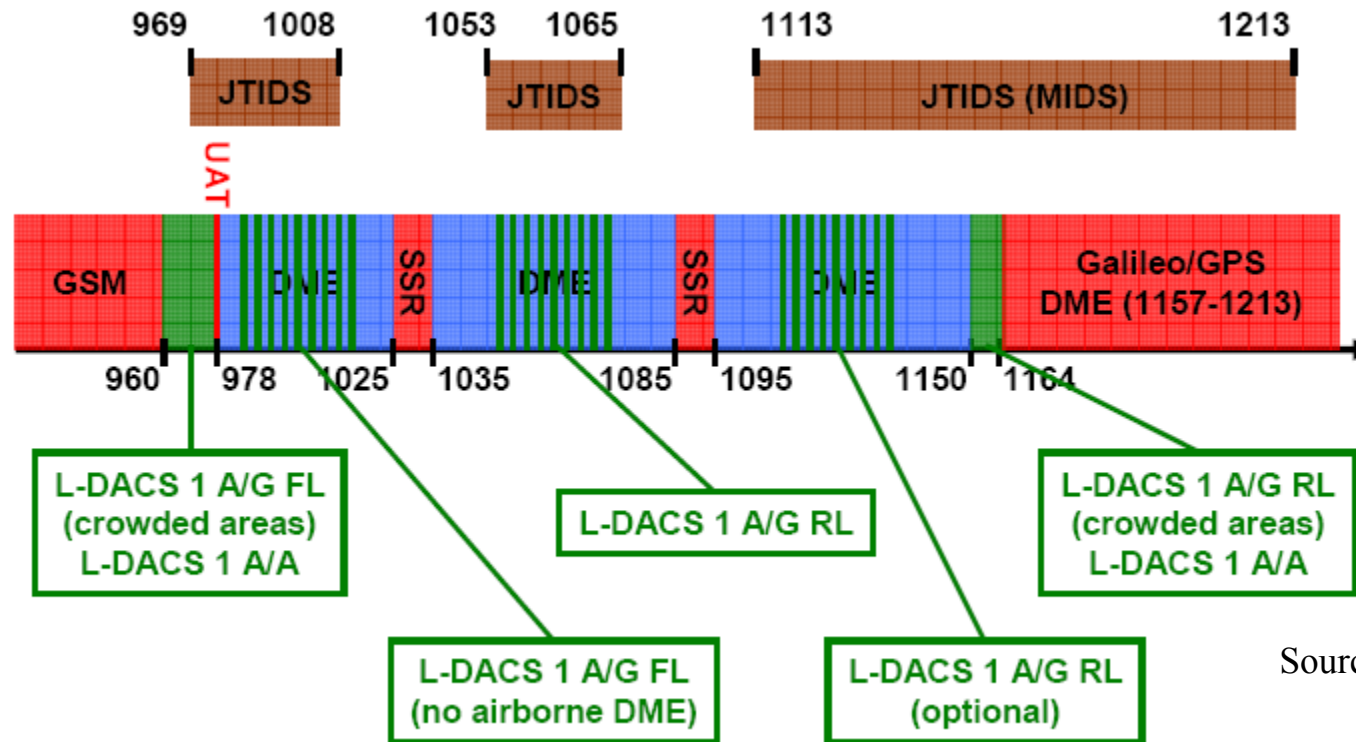 969 1008 1053 1065 1113 1213
JTIDS JTIDS JTIDS (MIDS)
UAT
GSM DME SSR DME SSR DME Galileo/GPS
DME (1157-1213)
960 978 1025 1035 1085 1095 1150 1164
L-DACS 1 A/G FL
(crowded areas)
L-DACS 1 A/A
L-DACS 1 A/G RL
L-DACS 1 A/G RL
(crowded areas)
L-DACS 1 A/A
L-DACS 1 A/G FL
(no airborne DME)
L-DACS 1 A/G RL
(optional)
Sourc